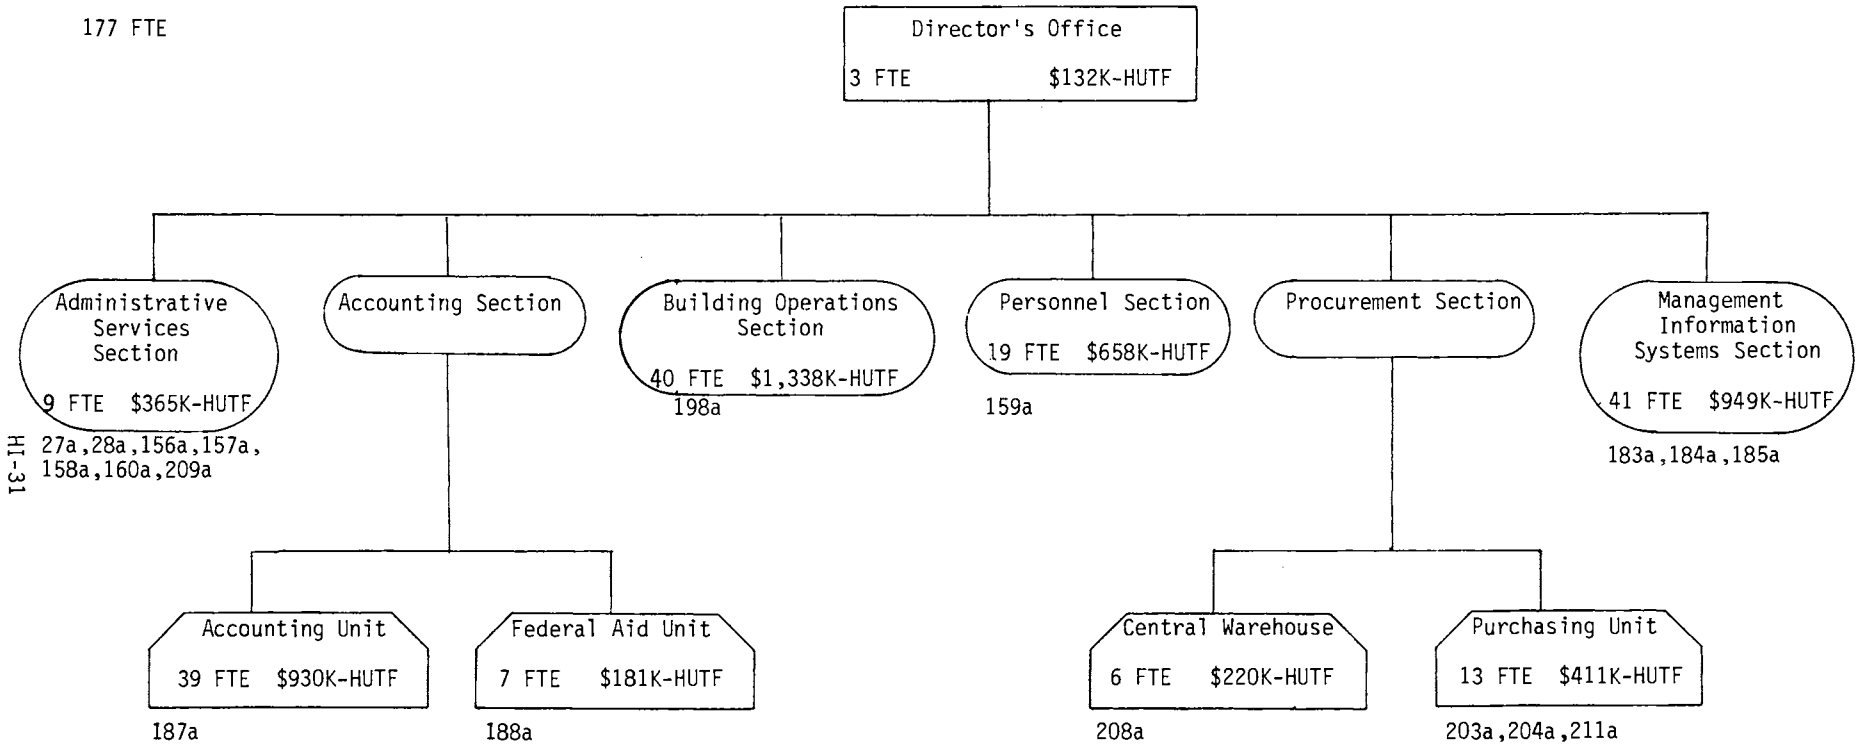 177 FTE
Director's Office
3 FTE $132K-HUTF
Administrative
Services
Section
9 FTE $365K-HUTF
27a,28a,156a,157a,
158a,160a,209a
Accounting Section
Building Operations
Section
40 FTE $1,338K-HUTF
198a
Personnel Section
19 FTE $658K-HUTF
159a
Procurement Section
Management
Information
Systems Section
41 FTE $949K-HUTF
183a,184a,185a
HI-31
Accounting Unit
39 FTE $930K-HUTF
187a
Federal Aid Unit
7 FTE $181K-HUTF
188a
Central Warehouse
6 FTE $220K-HUTF
208a
Purchasing Unit
13 FTE $411K-HUTF
203a,204a,211a